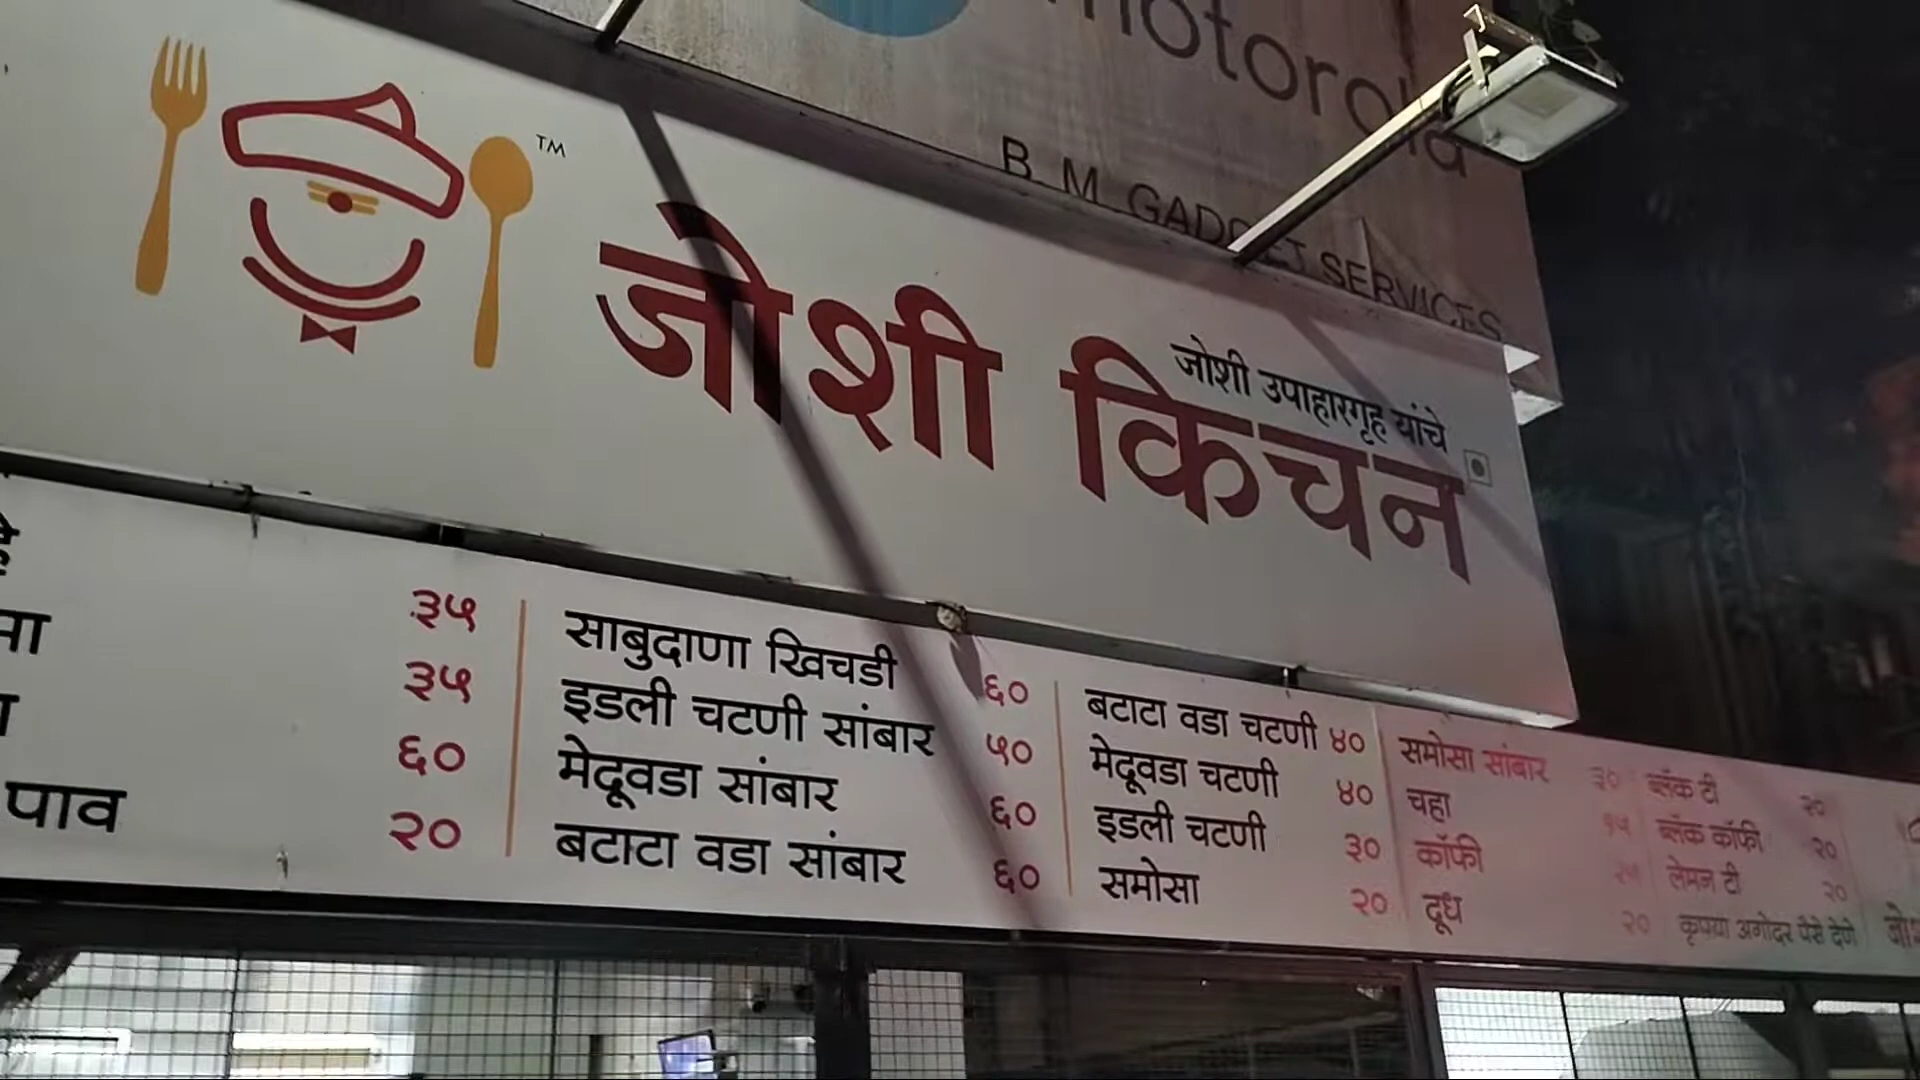 motorola
B. M. GADGET SERVICES
TM
जोशी उपाहारगृह यांचे
जोशी किचन
३५
३५
६०
पाव २०
साबुदाणा खिचडी ६०
इडली चटणी सांबार ५०
मेदूवडा सांबार ६०
बटाटा वडा सांबार ६०
बटाटा वडा चटणी ४०
मेदूवडा चटणी ४०
इडली चटणी ३०
समोसा २०
समोसा सांबार ३०
चहा १५
कॉफी
दूध २०
ब्लॅक टी २०
ब्लॅक कॉफी २०
लेमन टी २०
कृपया अगोदर पैसे देणे